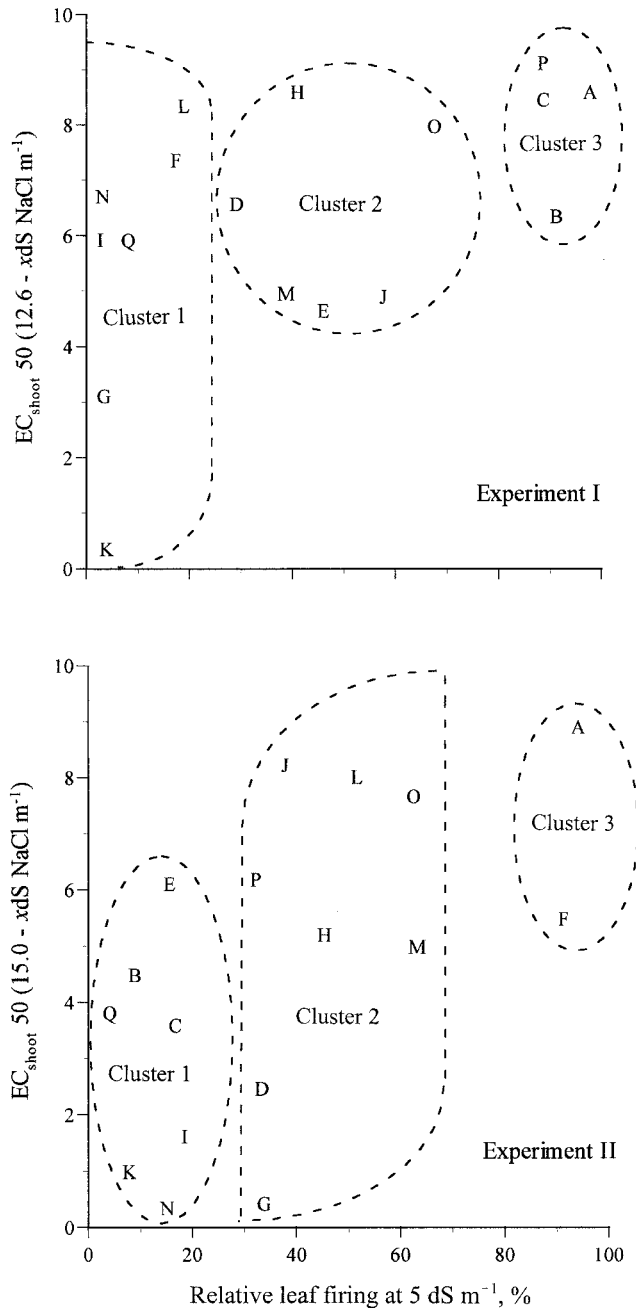 10
8
6
4
2
0
EC_shoot 50 (12.6 - xdS NaCl m⁻¹)
P
L
H
C
A
F
O
Cluster 3
N
D
Cluster 2
B
I
Q
M
E
J
Cluster 1
G
Experiment I
K
10
8
6
4
2
0
EC_shoot 50 (15.0 - xdS NaCl m⁻¹)
A
J
L
O
Cluster 3
E
P
F
H
M
B
Q
C
Cluster 2
Cluster 1
D
I
Experiment II
K
N
G
0
20
40
60
80
100
Relative leaf firing at 5 dS m⁻¹, %